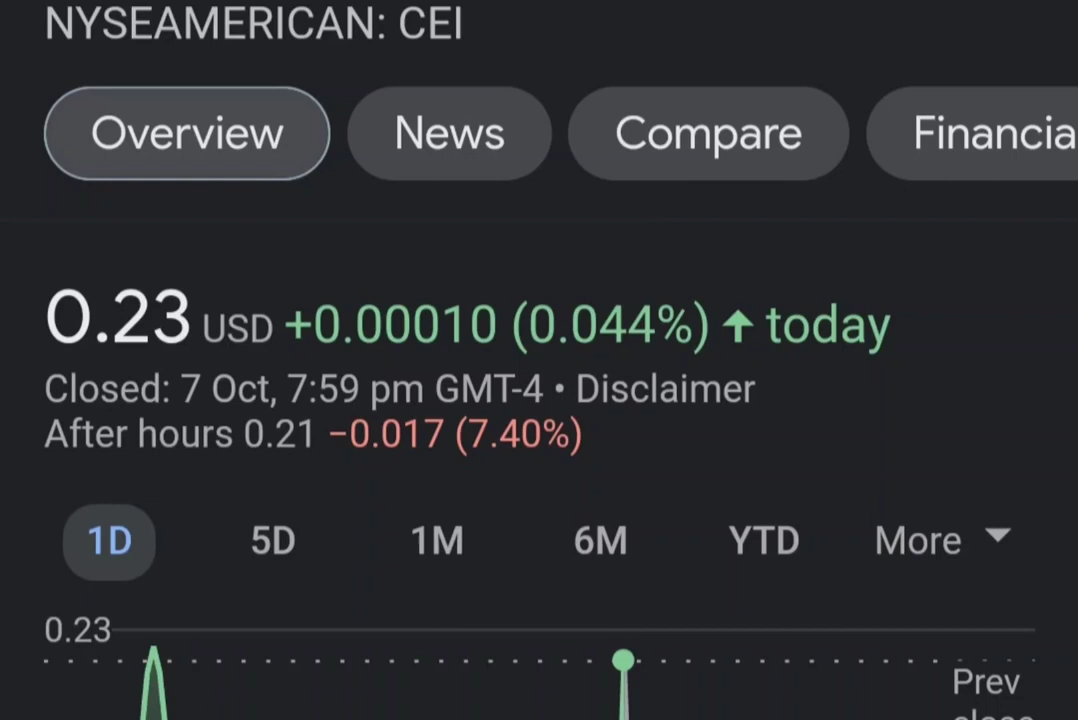 NYSEAMERICAN: CEI
Overview News Compare Financia
0.23 USD +0.00010 (0.044%) ↑ today
Closed: 7 Oct, 7:59 pm GMT-4 • Disclaimer
After hours 0.21 −0.017 (7.40%)
1D 5D 1M 6M YTD More
0.23
Prev
close